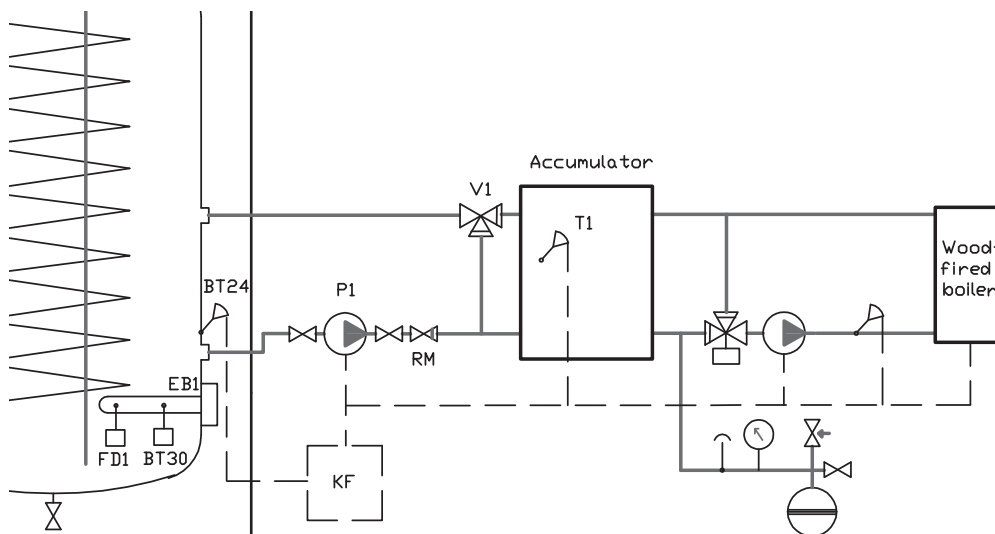 Accumulator
V1
T1
Wood-
fired
boiler
BT24
P1
RM
EB1
FD1 BT30
KF